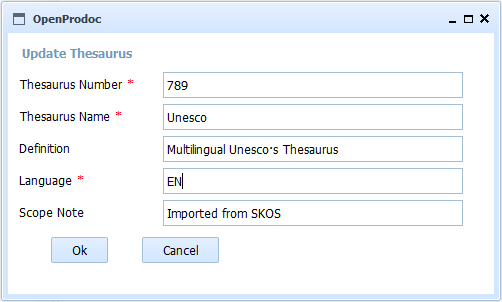 OpenProdoc
Update Thesaurus
Thesaurus Number * 789
Thesaurus Name * Unesco
Definition Multilingual Unesco's Thesaurus
Language * EN
Scope Note Imported from SKOS
Ok Cancel